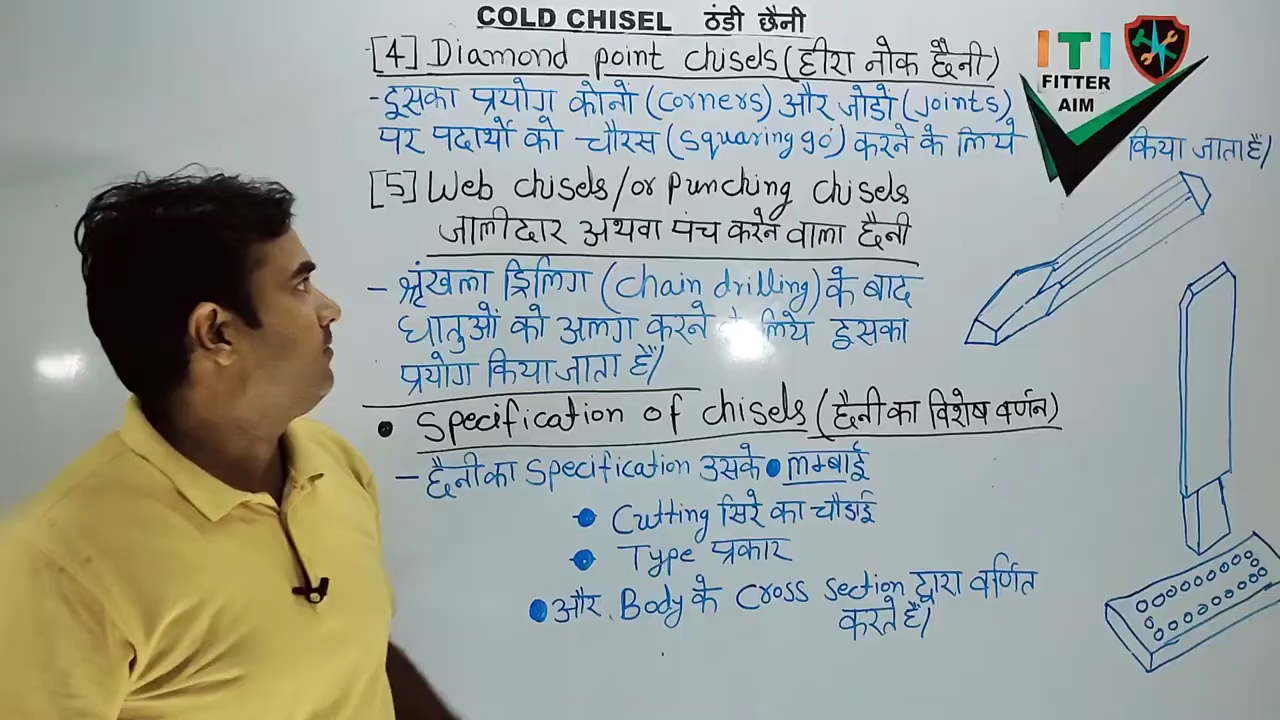 COLD CHISEL ठंडी छैनी
[4] Diamond point chisels (हीरा नोक छैनी)
- इसका प्रयोग कोनों (corners) और जोडों (joints)
पर पदार्थो को चौरस (squaring) करने के लिये किया जाता हैं/
[5] Web chisels/or Punching chisels
जालीदार अथवा पंच करने वाला छैनी
- श्रृंखला ड्रिलिंग (chain drilling) के बाद
धातुओं को अलग करने के लिये इसका
प्रयोग किया जाता हैं/
• Specification of chisels (छैनी का विशेष वर्णन)
- छैनी का specification उसके • लम्बाई
• Cutting सिरे का चौडाई
• Type प्रकार
• और Body के Cross section द्वारा वर्णित
करते हैं/
ITI
FITTER
AIM